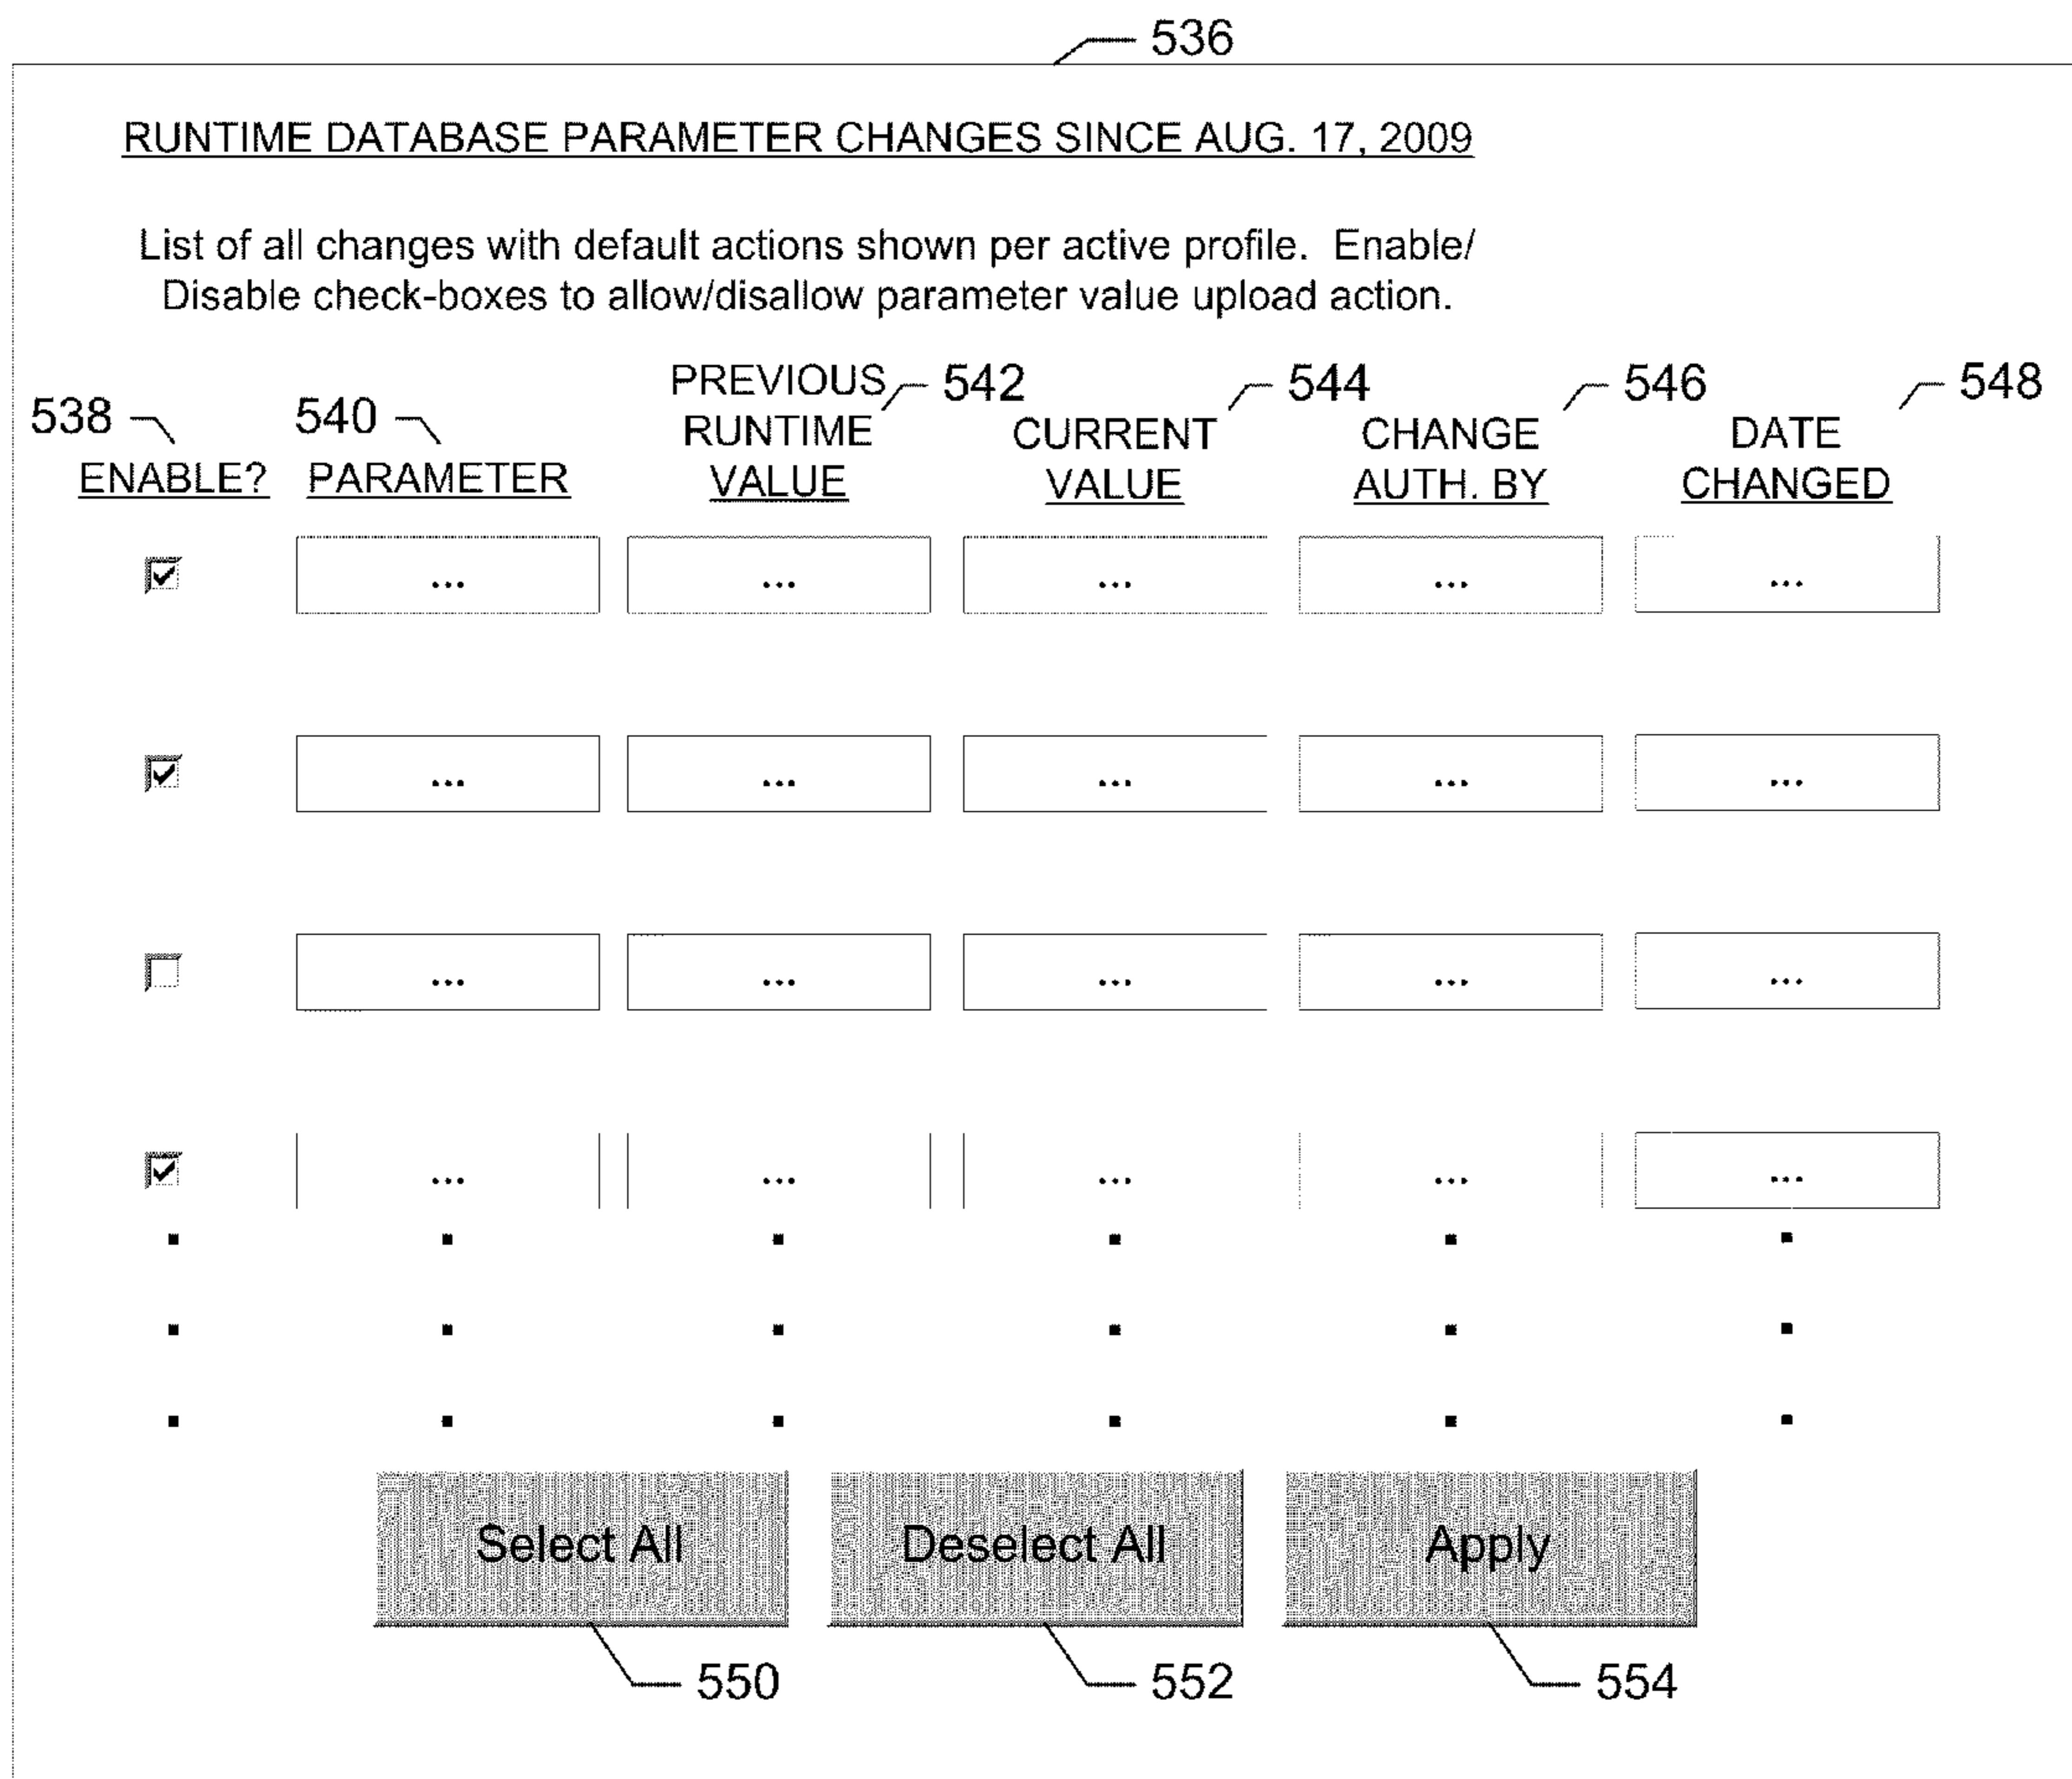 536
RUNTIME DATABASE PARAMETER CHANGES SINCE AUG. 17, 2009
List of all changes with default actions shown per active profile.  Enable/
Disable check-boxes to allow/disallow parameter value upload action.
538
ENABLE?
540
PARAMETER
542
PREVIOUS
RUNTIME
VALUE
544
CURRENT
VALUE
546
CHANGE
AUTH. BY
548
DATE
CHANGED
... ... ... ... ...
... ... ... ... ...
... ... ... ... ...
... ... ... ... ...
Select All
Deselect All
Apply
550
552
554